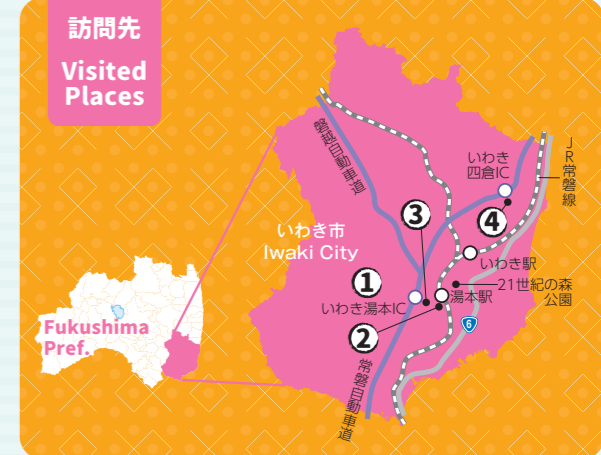 訪問先
Visited
Places
磐越自動車道
JR常磐線
いわき
四倉IC
③
④
いわき市
Iwaki City
いわき駅
①
21世紀の森
公園
湯本駅
いわき湯本IC
6
②
Fukushima
Pref.
常磐自動車道